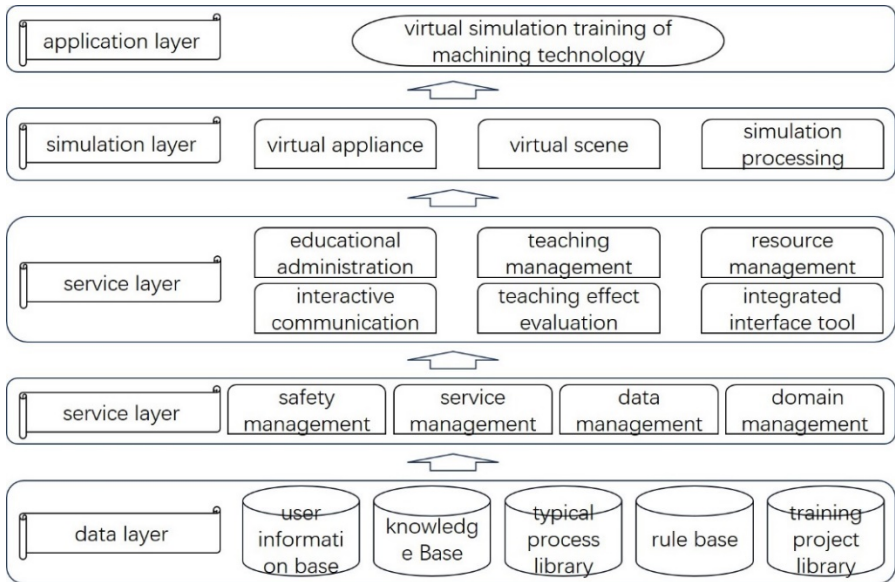 application layer
virtual simulation training of
machining technology
simulation layer
virtual appliance
virtual scene
simulation
processing
service layer
educational
administration
teaching
management
resource
management
interactive
communication
teaching effect
evaluation
integrated
interface tool
service layer
safety
management
service
management
data
management
domain
management
data layer
user
informati
on base
knowledg
e Base
typical
process
library
rule base
training
project
library